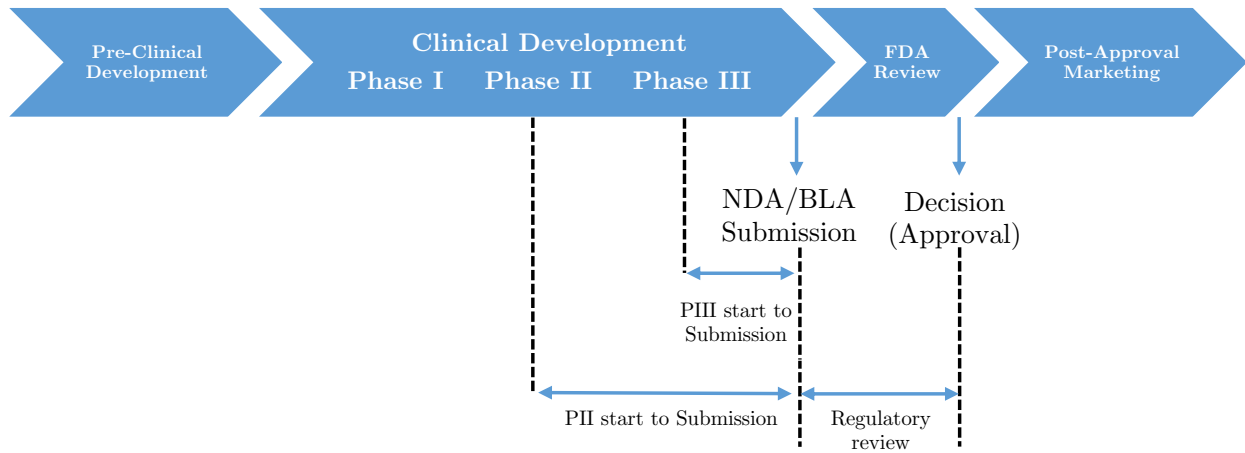 Pre-Clinical
Development
Clinical Development
Phase I Phase II Phase III
FDA
Review
Post-Approval
Marketing
NDA/BLA
Submission
Decision
(Approval)
PIII start to
Submission
PII start to Submission
Regulatory
review